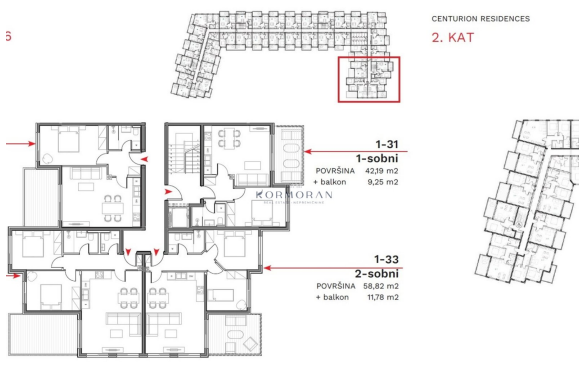 6
CENTURION RESIDENCES
2. KAT
1-31
1-sobni
POVRŠINA 42,19 m2
+ balkon 9,25 m2
KORMORAN
1-33
2-sobni
POVRŠINA 58,82 m2
+ balkon 11,78 m2